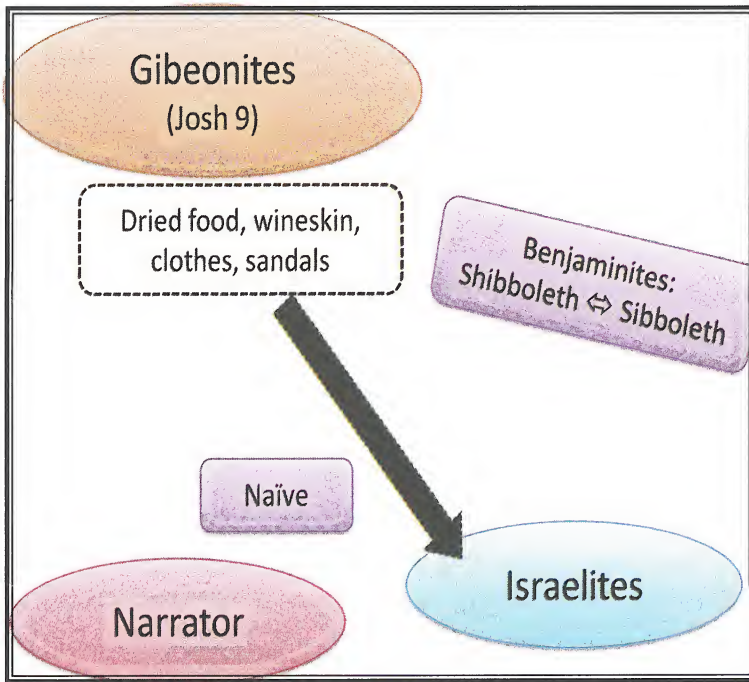 Gibeonites
(Josh 9)
Dried food, wineskin,
clothes, sandals
Benjaminites:
Shibboleth ⇔ Sibboleth
Naïve
Israelites
Narrator